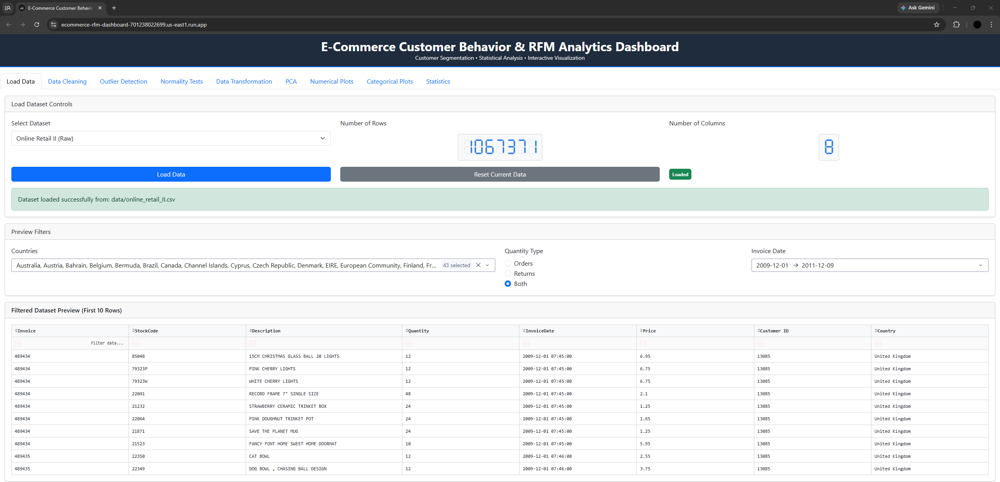 E-Commerce Customer Behavio
Ask Gemini
ecommerce-rfm-dashboard-701238022699.us-east1.run.app
E-Commerce Customer Behavior & RFM Analytics Dashboard
Customer Segmentation • Statistical Analysis • Interactive Visualization
Load Data Data Cleaning Outlier Detection Normality Tests Data Transformation PCA Numerical Plots Categorical Plots Statistics
Load Dataset Controls
Select Dataset Number of Rows Number of Columns
Online Retail II (Raw) 1067371 8
Load Data Reset Current Data Loaded
Dataset loaded successfully from: data/online_retail_II.csv
Preview Filters
Countries Quantity Type Invoice Date
Australia, Austria, Bahrain, Belgium, Bermuda, Brazil, Canada, Channel Islands, Cyprus, Czech Republic, Denmark, EIRE, European Community, Finland, Fr... 43 selected Orders 2009-12-01 → 2011-12-09
Returns
Both
Filtered Dataset Preview (First 10 Rows)
Invoice StockCode Description Quantity InvoiceDate Price Customer ID Country
filter data...
489434 85048 15CM CHRISTMAS GLASS BALL 20 LIGHTS 12 2009-12-01 07:45:00 6.95 13085 United Kingdom
489434 79323P PINK CHERRY LIGHTS 12 2009-12-01 07:45:00 6.75 13085 United Kingdom
489434 79323W WHITE CHERRY LIGHTS 12 2009-12-01 07:45:00 6.75 13085 United Kingdom
489434 22041 RECORD FRAME 7" SINGLE SIZE 48 2009-12-01 07:45:00 2.1 13085 United Kingdom
489434 21232 STRAWBERRY CERAMIC TRINKET BOX 24 2009-12-01 07:45:00 1.25 13085 United Kingdom
489434 22064 PINK DOUGHNUT TRINKET POT 24 2009-12-01 07:45:00 1.65 13085 United Kingdom
489434 21871 SAVE THE PLANET MUG 24 2009-12-01 07:45:00 1.25 13085 United Kingdom
489434 21523 FANCY FONT HOME SWEET HOME DOORMAT 10 2009-12-01 07:45:00 5.95 13085 United Kingdom
489435 22350 CAT BOWL 12 2009-12-01 07:46:00 2.55 13085 United Kingdom
489435 22349 DOG BOWL , CHASING BALL DESIGN 12 2009-12-01 07:46:00 3.75 13085 United Kingdom